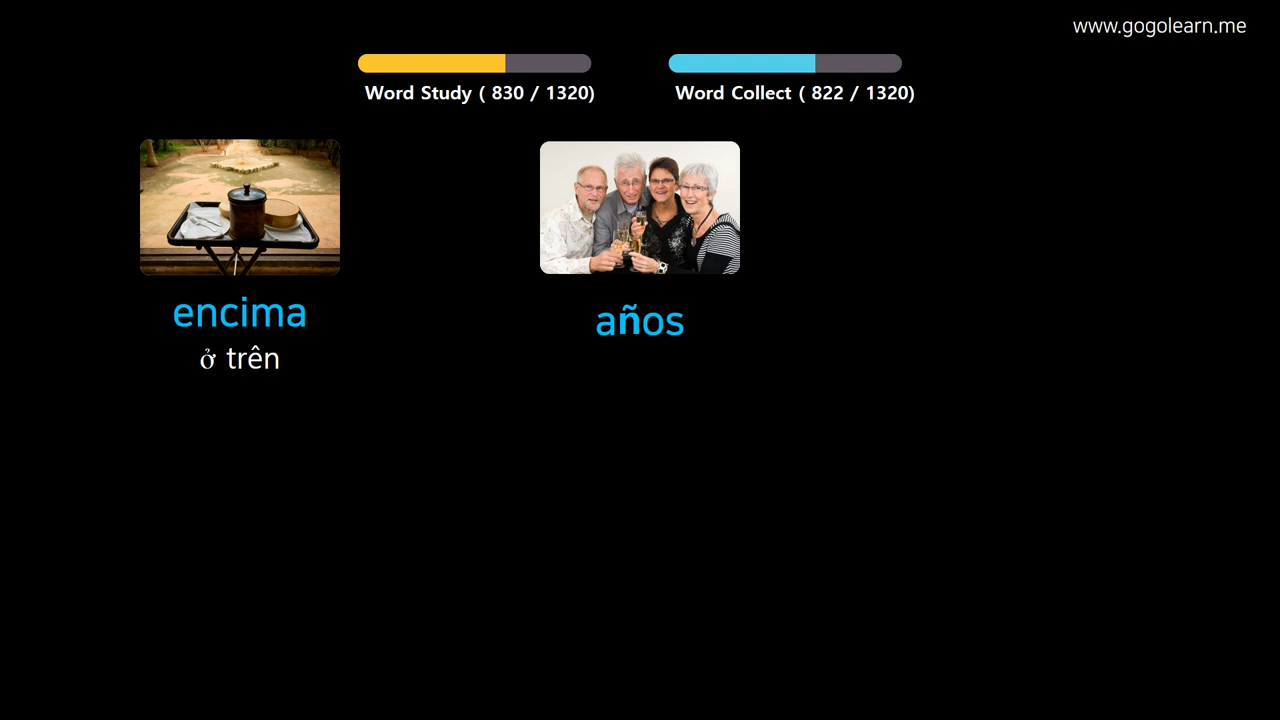 www.gogolearn.me
Word Study ( 830 / 1320)
Word Collect ( 822 / 1320)
encima
ở trên
años